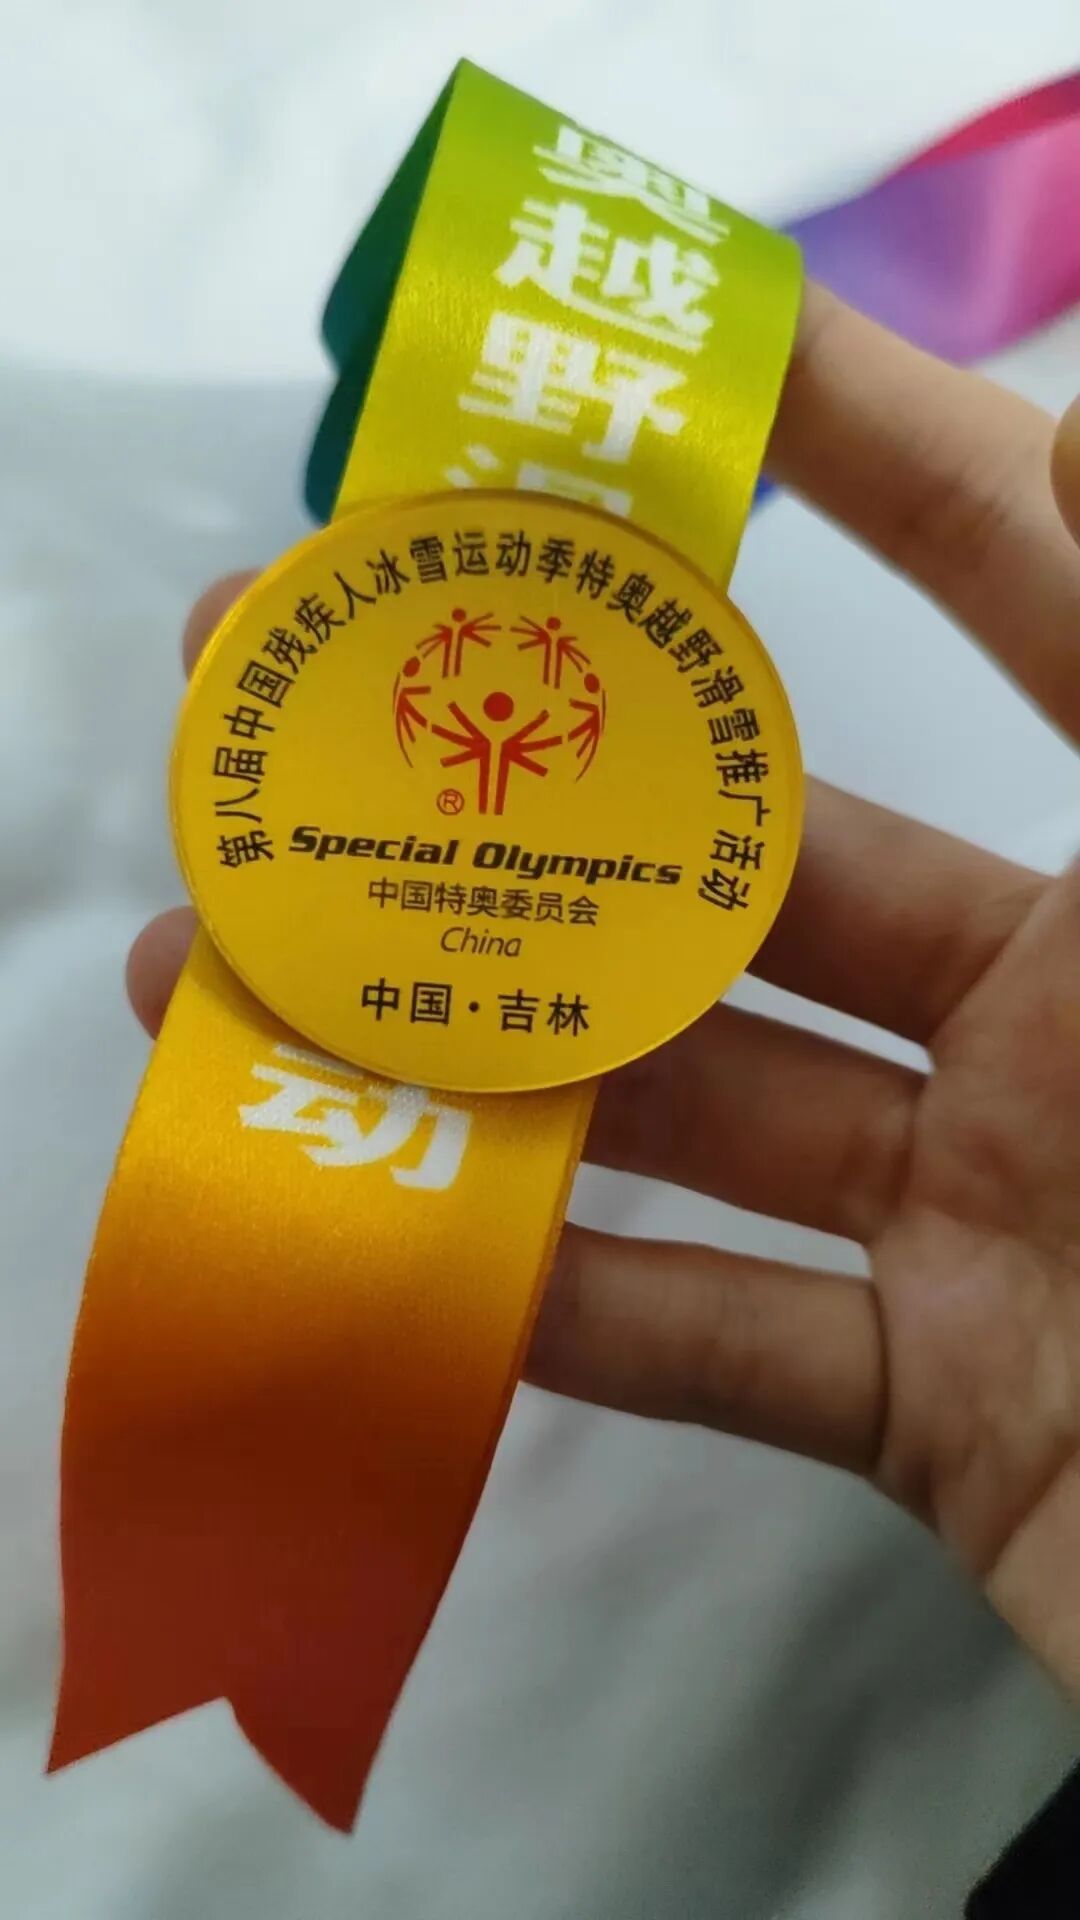 奥越野滑
第八届中国残疾人冰雪运动季特奥越野滑雪推广活动
®
Special Olympics
中国特奥委员会
China
中国·吉林
动